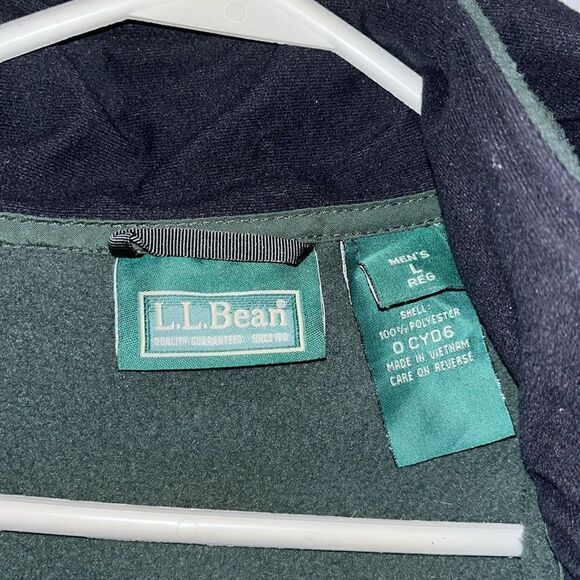 L.L.Bean®
QUALITY GUARANTEED SINCE 1912
MEN'S
L
REG
SHELL:
100% POLYESTER
0 CYD6
MADE IN VIETNAM
CARE ON REVERSE